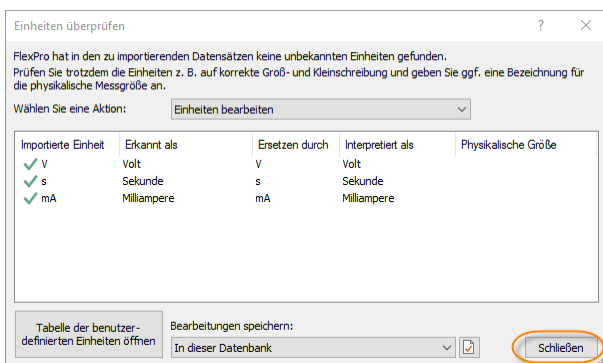 Einheiten überprüfen
FlexPro hat in den zu importierenden Datensätzen keine unbekannten Einheiten gefunden.
Prüfen Sie trotzdem die Einheiten z. B. auf korrekte Groß- und Kleinschreibung und geben Sie ggf. eine Bezeichnung für
die physikalische Messgröße an.
Wählen Sie eine Aktion: Einheiten bearbeiten
Importierte Einheit Erkannt als Ersetzen durch Interpretiert als Physikalische Größe
V Volt V Volt
s Sekunde s Sekunde
mA Milliampere mA Milliampere
Tabelle der benutzer-
definierten Einheiten öffnen
Bearbeitungen speichern:
In dieser Datenbank
Schließen